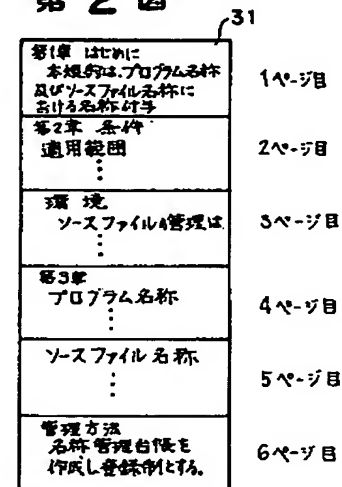 第2図
31
第1章 はじめに
本規約は、プログラム名称
及びソースファイル名称に
おける名称付与
1ページ目
第2章 条件
適用範囲
⋮
2ページ目
環境
ソースファイルの管理は
⋮
3ページ目
第3章
プログラム名称
⋮
4ページ目
ソースファイル名称
⋮
5ページ目
管理方法
名称管理台帳を
作成し登録制とする。
6ページ目